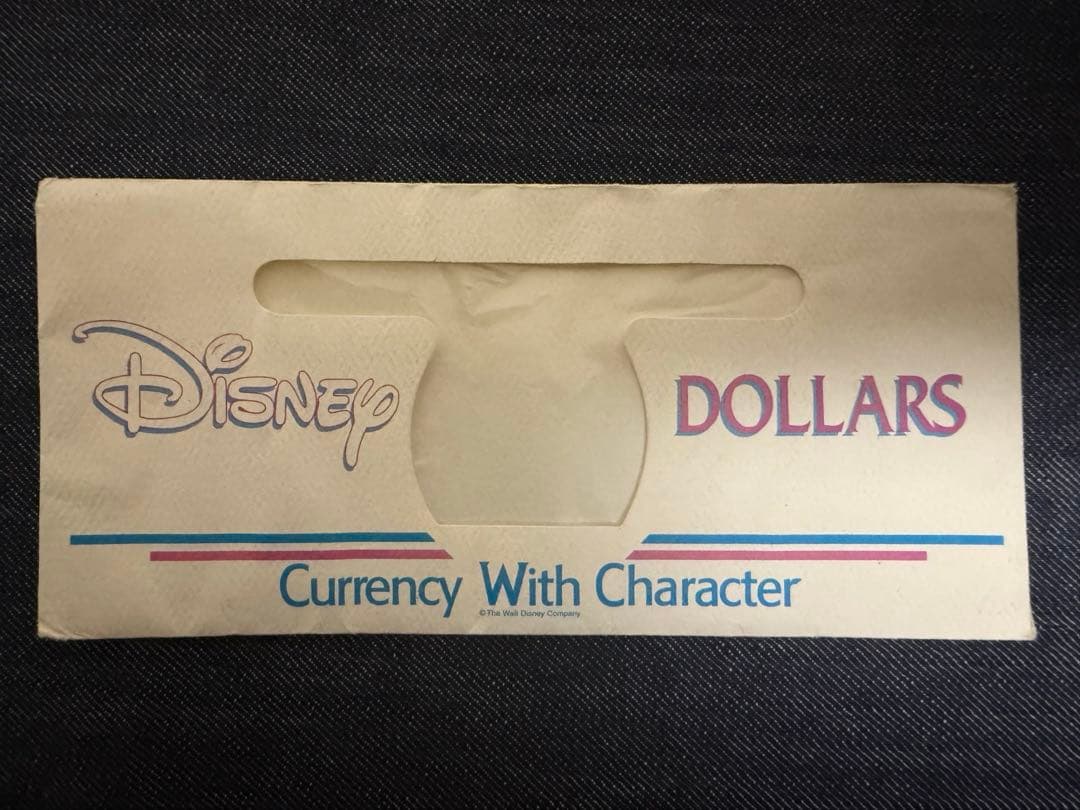 Disney DOLLARS
Currency With Character
© The Walt Disney Company